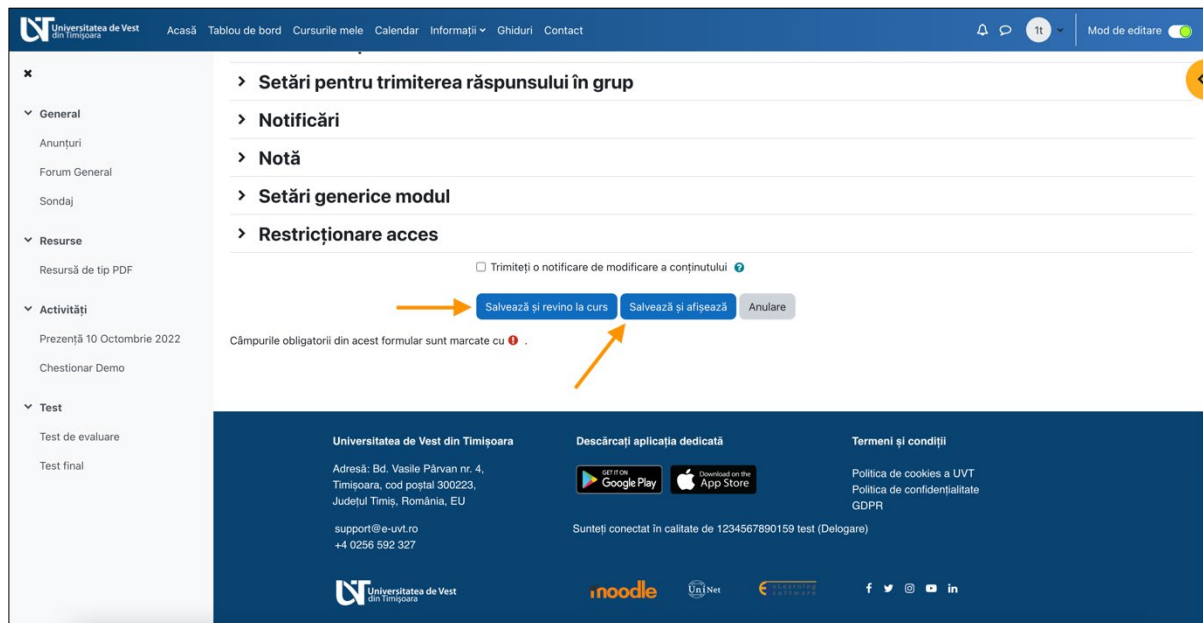 Universitatea de Vest
din Timișoara
Acasă Tablou de bord Cursurile mele Calendar Informații Ghiduri Contact
1t
Mod de editare
General
Anunțuri
Forum General
Sondaj
Resurse
Resursă de tip PDF
Activități
Prezență 10 Octombrie 2022
Chestionar Demo
Test
Test de evaluare
Test final
Setări pentru trimiterea răspunsului în grup
Notificări
Notă
Setări generice modul
Restricționare acces
Trimiteți o notificare de modificare a conținutului
Salvează și revino la curs Salvează și afișează Anulare
Câmpurile obligatorii din acest formular sunt marcate cu .
Universitatea de Vest din Timișoara
Adresă: Bd. Vasile Pârvan nr. 4,
Timișoara, cod poștal 300223,
Județul Timiș, România, EU
support@e-uvt.ro
+4 0256 592 327
Universitatea de Vest
din Timișoara
Descărcați aplicația dedicată
GET IT ON
Google Play
Download on the
App Store
Sunteți conectat în calitate de 1234567890159 test (Delogare)
moodle
UniNet
eLearning
software
Termeni și condiții
Politica de cookies a UVT
Politica de confidențialitate
GDPR